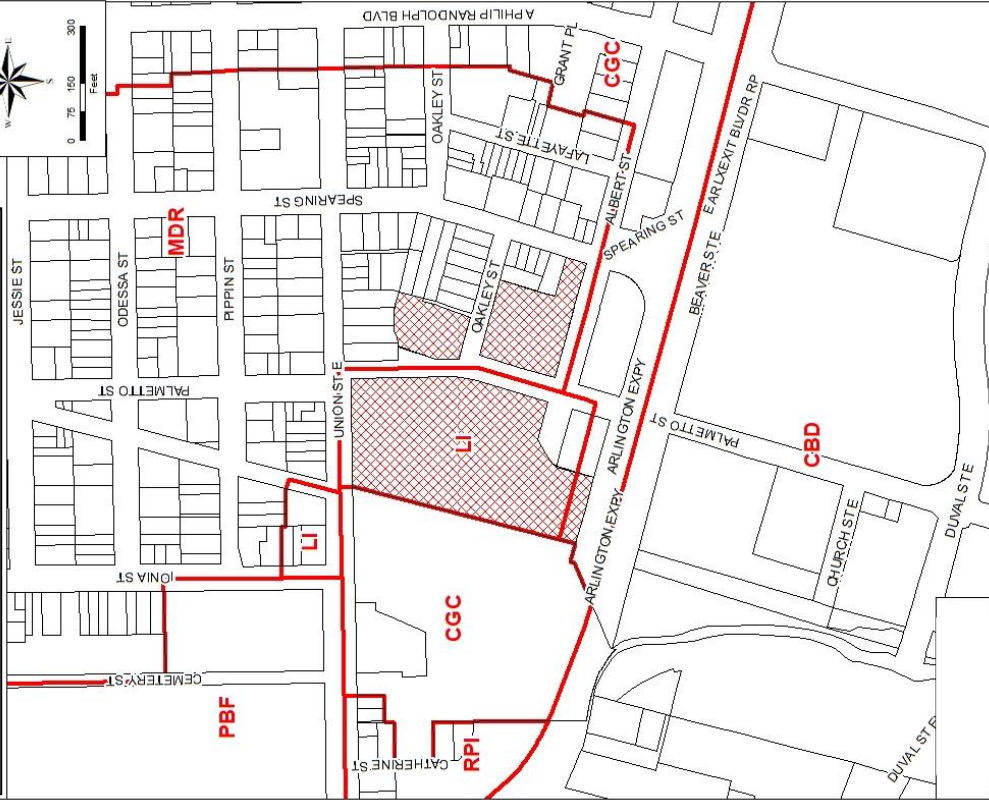 A PHILIP RANDOLPH BLVD
E
W
S
0 75 150 300
Feet
GRANT PL
CGC
OAKLEY ST
LAFAYETTE ST
ALBERT ST
SPEARING ST
SPEARING ST
MDR
JESSIE ST
ODESSA ST
PIPPIN ST
OAKLEY ST
BEAVER ST E
EARLXEXIT BLVDR RP
PALMETTO ST
UNION ST E
LI
ARLINGTON EXPY
PALMETTO ST
CBD
ARLINGTON EXPY
DUVAL ST E
CHURCH ST E
LI
IONIA ST
CGC
ARLINGTON EXPY
CEMETERY ST
PBF
RPI
CATHERINE ST
DUVAL ST E